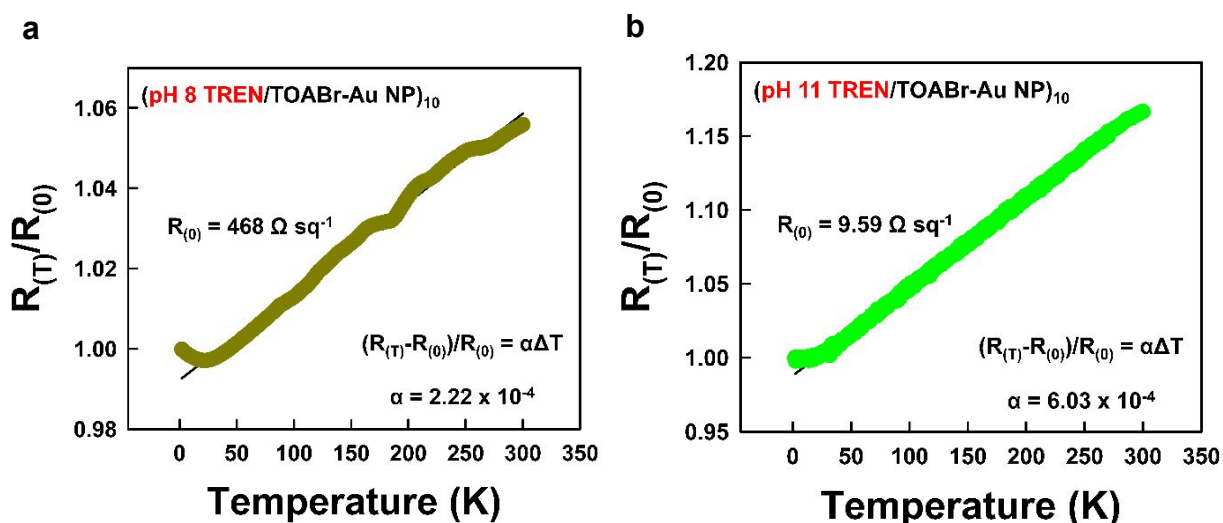 a
(pH 8 TREN/TOABr-Au NP)₁₀
R₍₀₎ = 468 Ω sq⁻¹
(R₍T₎-R₍₀₎)/R₍₀₎ = αΔT
α = 2.22 x 10⁻⁴
R₍T₎/R₍₀₎
1.06
1.04
1.02
1.00
0.98
0 50 100 150 200 250 300 350
Temperature (K)
b
(pH 11 TREN/TOABr-Au NP)₁₀
R₍₀₎ = 9.59 Ω sq⁻¹
(R₍T₎-R₍₀₎)/R₍₀₎ = αΔT
α = 6.03 x 10⁻⁴
R₍T₎/R₍₀₎
1.20
1.15
1.10
1.05
1.00
0.95
0 50 100 150 200 250 300 350
Temperature (K)